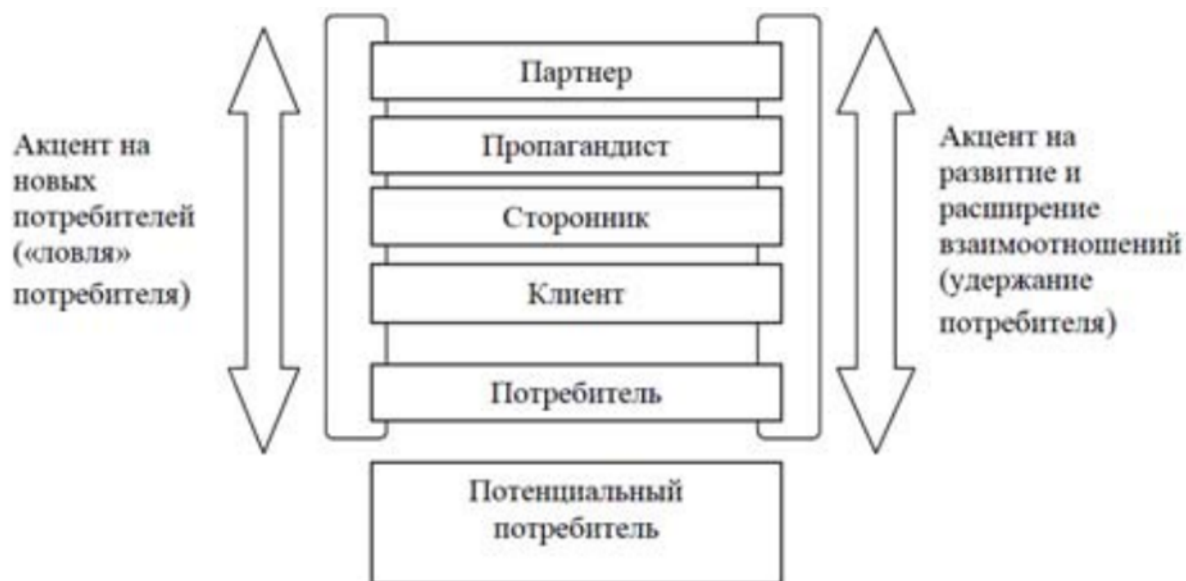 Партнер
Пропагандист
Сторонник
Клиент
Потребитель
Потенциальный
потребитель
Акцент на
новых
потребителей
(«ловля»
потребителя)
Акцент на
развитие и
расширение
взаимоотношений
(удержание
потребителя)